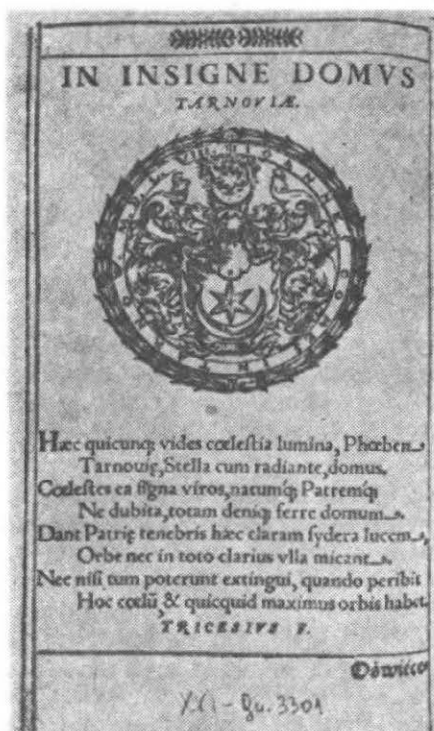 IN INSIGNE DOMVS
TARNOVIÆ.
Hæc quicunq; vides cœlestia lumina, Phœben
Tarnouię, Stella cum radiante, domus.
Cœlestes ea signa viros, natumq́; Patremq́;
Ne dubita, totam deniq; ferre domum.
Dant Patrię tenebris hæc claram sydera lucem,
Orbe nec in toto clarius vlla micant.
Nec nisi tum poterunt extingui, quando peribit
Hoc cœlū, & quicquid maximus orbis habet.
TRICESIVS F.
XVI - Qu. 3301